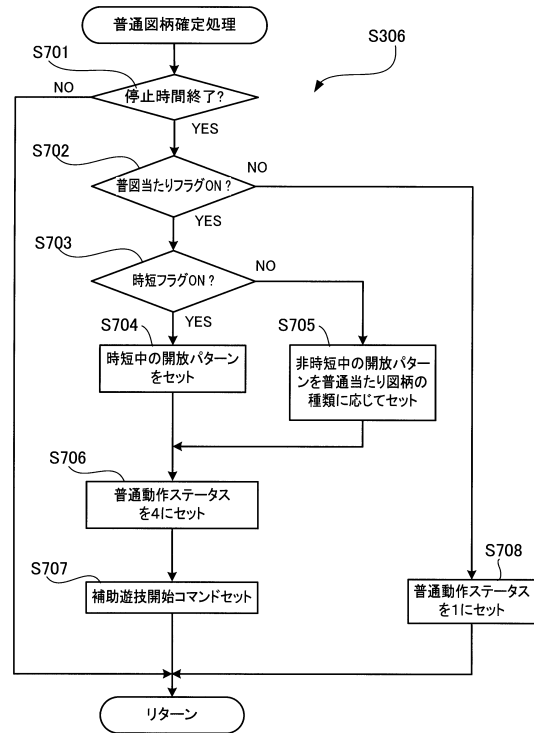 普通図柄確定処理
S306
S701
停止時間終了?
NO
YES
S702
普図当たりフラグON?
NO
YES
S703
時短フラグON?
NO
YES
S704
時短中の開放パターン
をセット
S705
非時短中の開放パター
ンを普通当たり図柄の
種類に応じてセット
S706
普通動作ステータス
を4にセット
S707
補助遊技開始コマンドセット
S708
普通動作ステータス
を1にセット
リターン